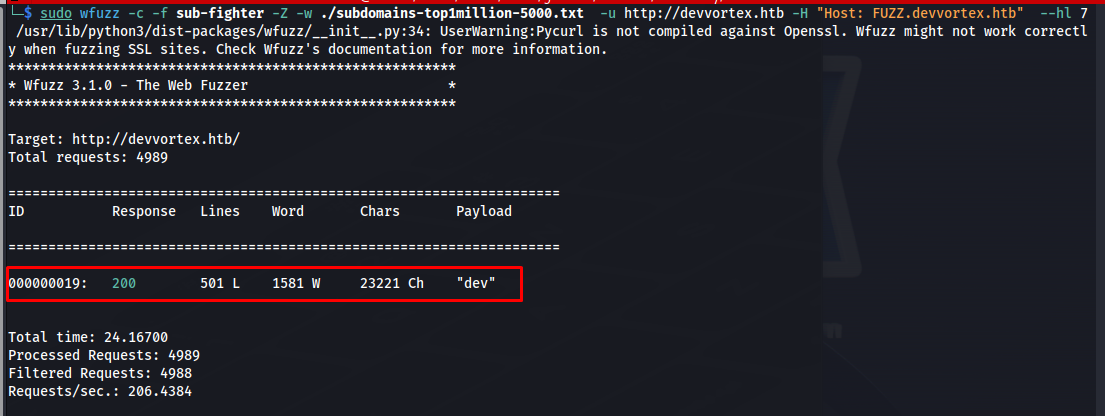 └─$ sudo wfuzz -c -f sub-fighter -Z -w ./subdomains-top1million-5000.txt  -u http://devvortex.htb -H "Host: FUZZ.devvortex.htb"  --hl 7
 /usr/lib/python3/dist-packages/wfuzz/__init__.py:34: UserWarning:Pycurl is not compiled against Openssl. Wfuzz might not work correctl
y when fuzzing SSL sites. Check Wfuzz's documentation for more information.
********************************************************
* Wfuzz 3.1.0 - The Web Fuzzer                         *
********************************************************
Target: http://devvortex.htb/
Total requests: 4989
=====================================================================
ID           Response   Lines    Word       Chars       Payload
=====================================================================
000000019:   200        501 L    1581 W     23221 Ch    "dev"
Total time: 24.16700
Processed Requests: 4989
Filtered Requests: 4988
Requests/sec.: 206.4384